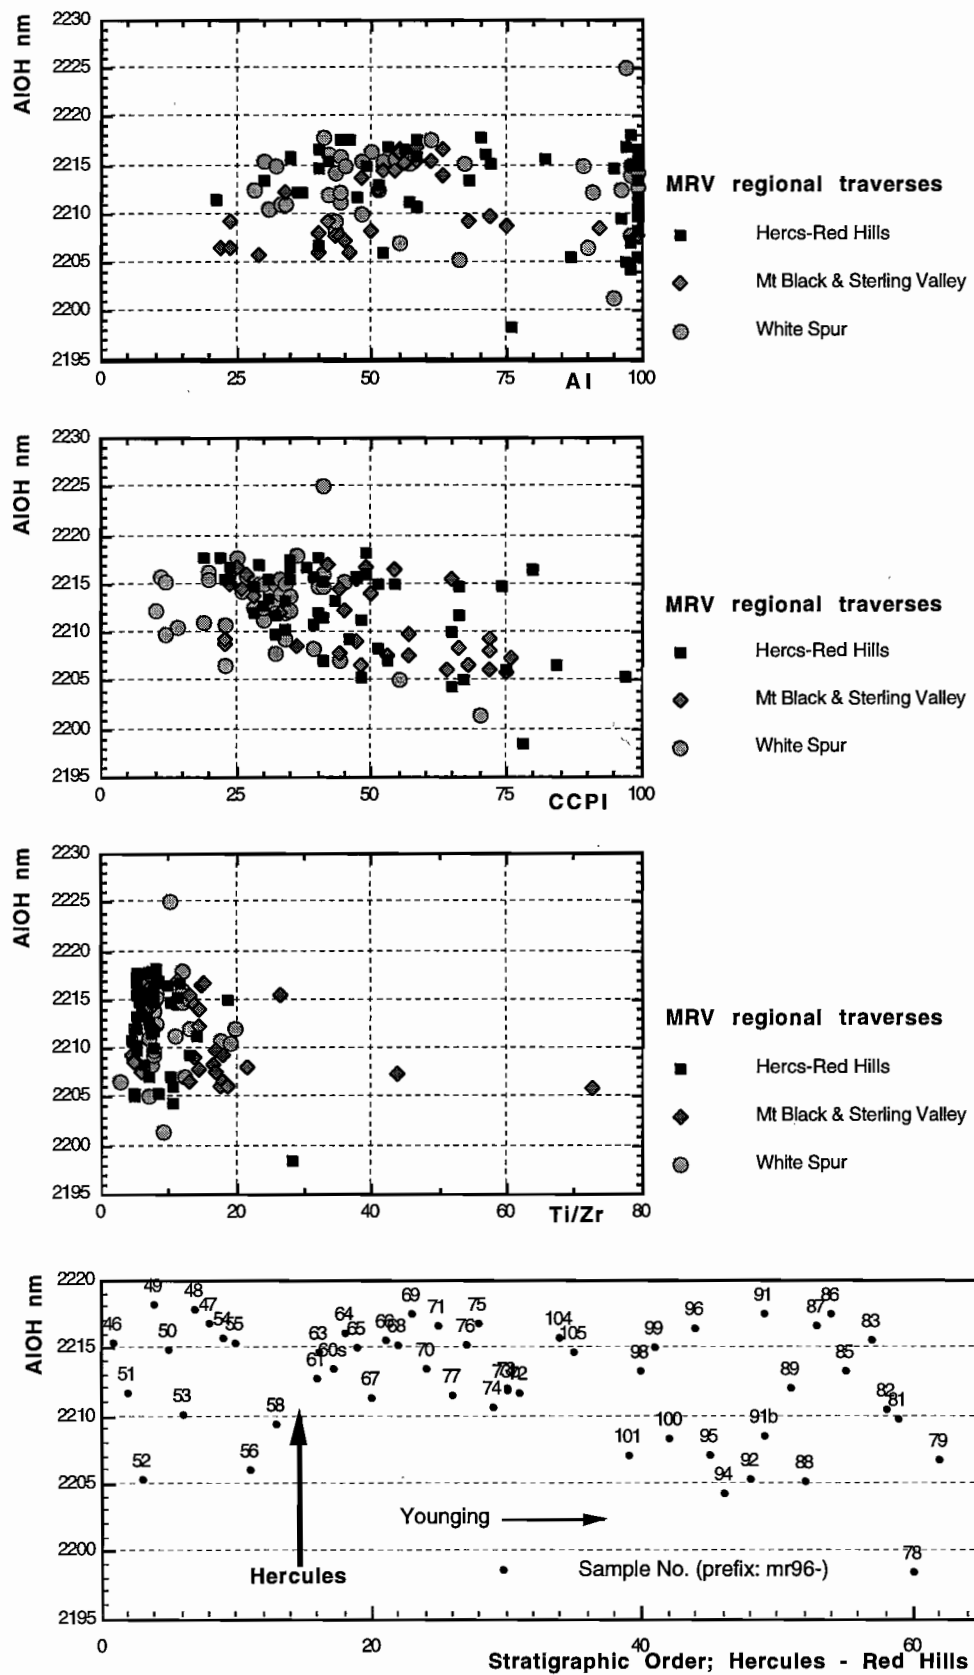 AlOH nm
2230
2225
2220
2215
2210
2205
2200
2195
0 25 50 75 100
AI
MRV regional traverses
Hercs-Red Hills
Mt Black & Sterling Valley
White Spur
AlOH nm
2230
2225
2220
2215
2210
2205
2200
2195
0 25 50 75 100
CCPI
MRV regional traverses
Hercs-Red Hills
Mt Black & Sterling Valley
White Spur
AlOH nm
2230
2225
2220
2215
2210
2205
2200
2195
0 20 40 60 80
Ti/Zr
MRV regional traverses
Hercs-Red Hills
Mt Black & Sterling Valley
White Spur
AlOH nm
2220
2215
2210
2205
2200
2195
49 48 47 54 55 46 50
51 53 58 52 56
64 63 65 60s 61 67
66 68 69 71 75 76 70 77 74 73 72
104 105 99 98 96 91 87 86 83
89 85 82 81
101 100 95 91b 94 92 88 79
78
Younging
Hercules
Sample No. (prefix: mr96-)
0 20 40 60
Stratigraphic Order; Hercules - Red Hills